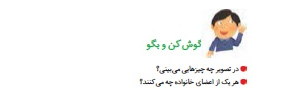 گوش کن و بگو
در تصویر چه چیزهایی می‌بینی؟
هر یک از اعضای خانواده چه می‌کنند؟